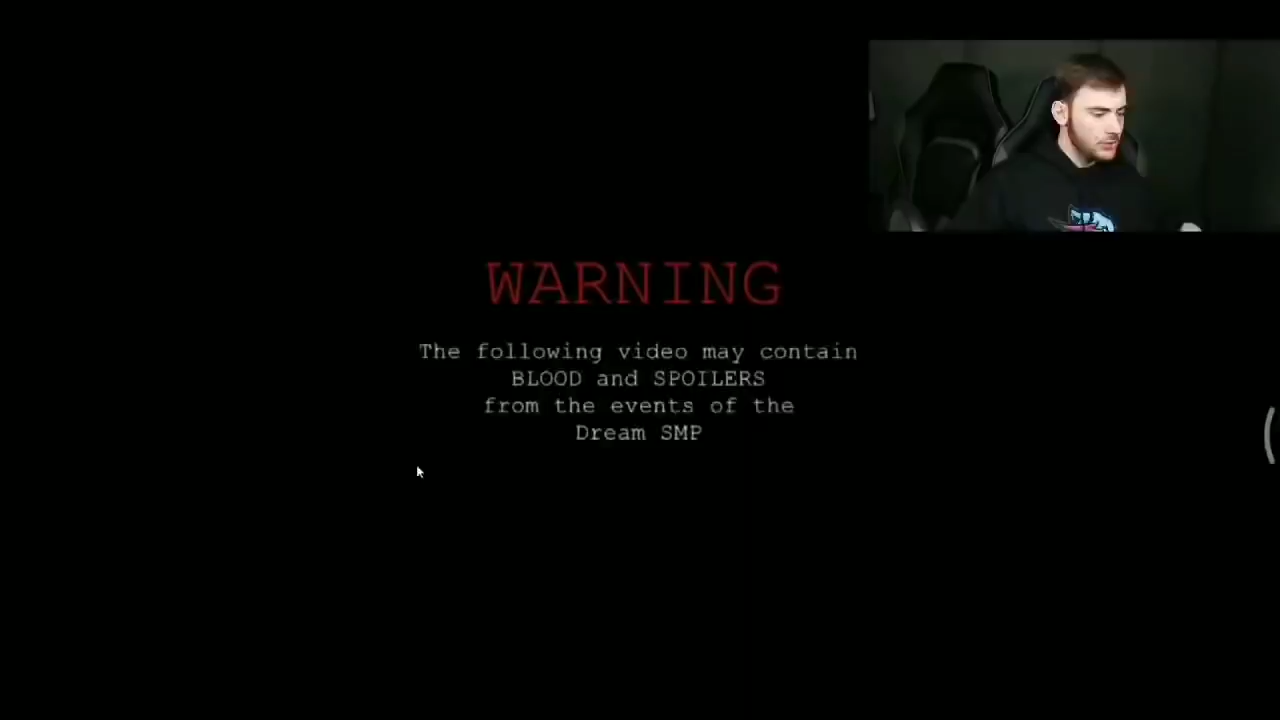 WARNING
The following video may contain
BLOOD and SPOILERS
from the events of the
Dream SMP